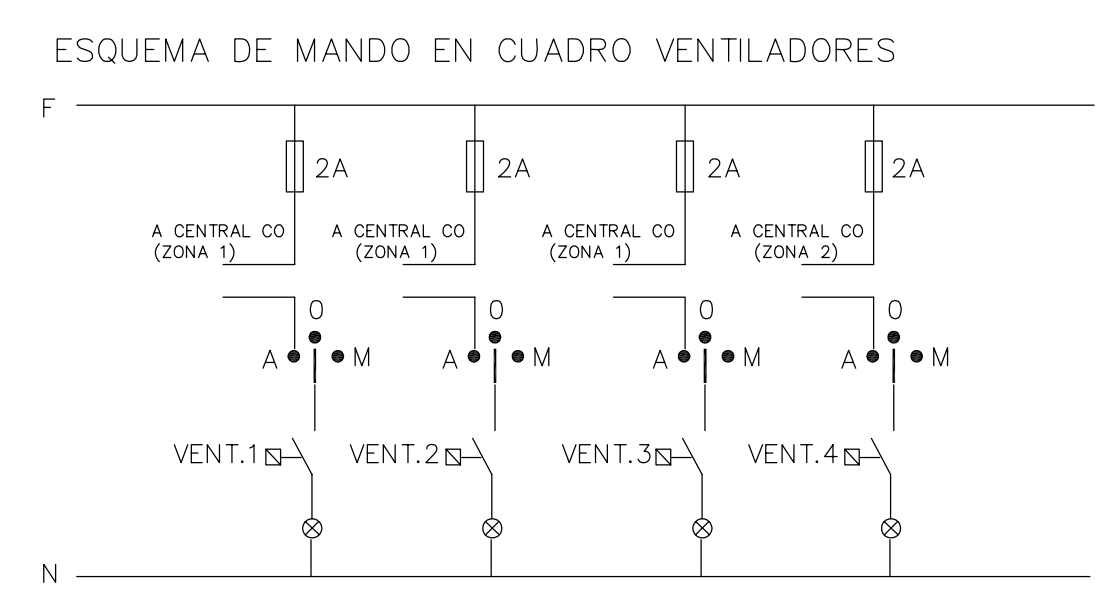 ESQUEMA DE MANDO EN CUADRO VENTILADORES
F
2A 2A 2A 2A
A CENTRAL CO A CENTRAL CO A CENTRAL CO A CENTRAL CO
(ZONA 1) (ZONA 1) (ZONA 1) (ZONA 2)
0 0 0 0
A M A M A M A M
VENT.1 VENT.2 VENT.3 VENT.4
N